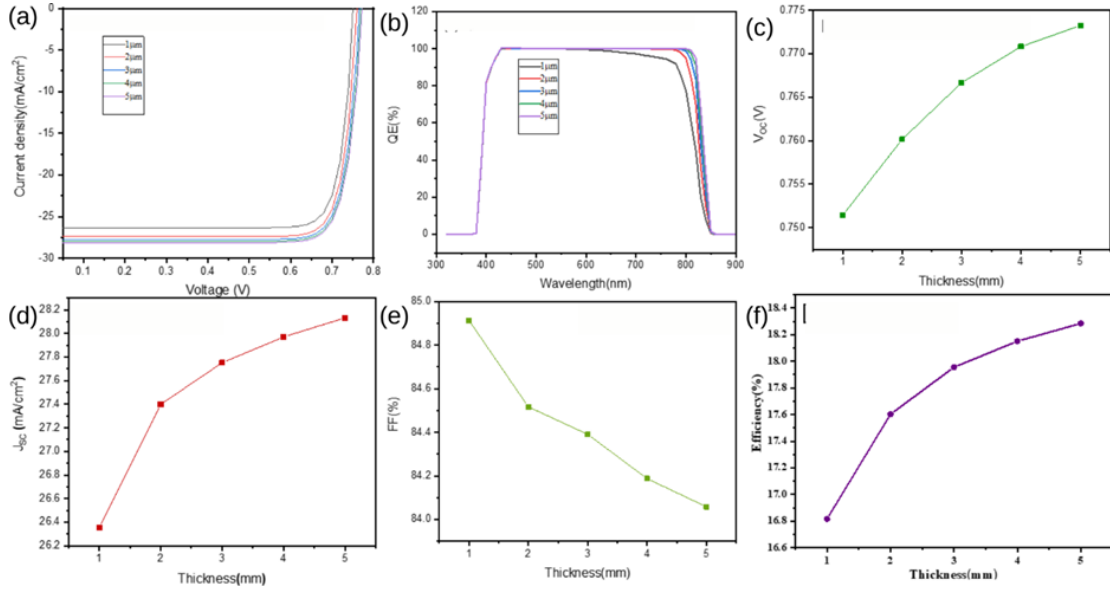 (a)
0
-5
-10
-15
-20
-25
-30
Current density(mA/cm²)
1µm
2µm
3µm
4µm
5µm
0.1 0.2 0.3 0.4 0.5 0.6 0.7 0.8
Voltage (V)
(b)
120
100
80
60
40
20
0
QE(%)
1µm
2µm
3µm
4µm
5µm
300 400 500 600 700 800 900
Wavelength(nm)
(c)
0.775
0.770
0.765
0.760
0.755
0.750
V_OC(V)
1 2 3 4 5
Thickness(mm)
(d)
28.2
28.0
27.8
27.6
27.4
27.2
27.0
26.8
26.6
26.4
26.2
J_SC (mA/cm²)
1 2 3 4 5
Thickness(mm)
(e)
85.0
84.8
84.6
84.4
84.2
84.0
FF(%)
1 2 3 4 5
Thickness(mm)
(f)
18.4
18.2
18.0
17.8
17.6
17.4
17.2
17.0
16.8
16.6
Efficiency(%)
1 2 3 4 5
Thickness(mm)